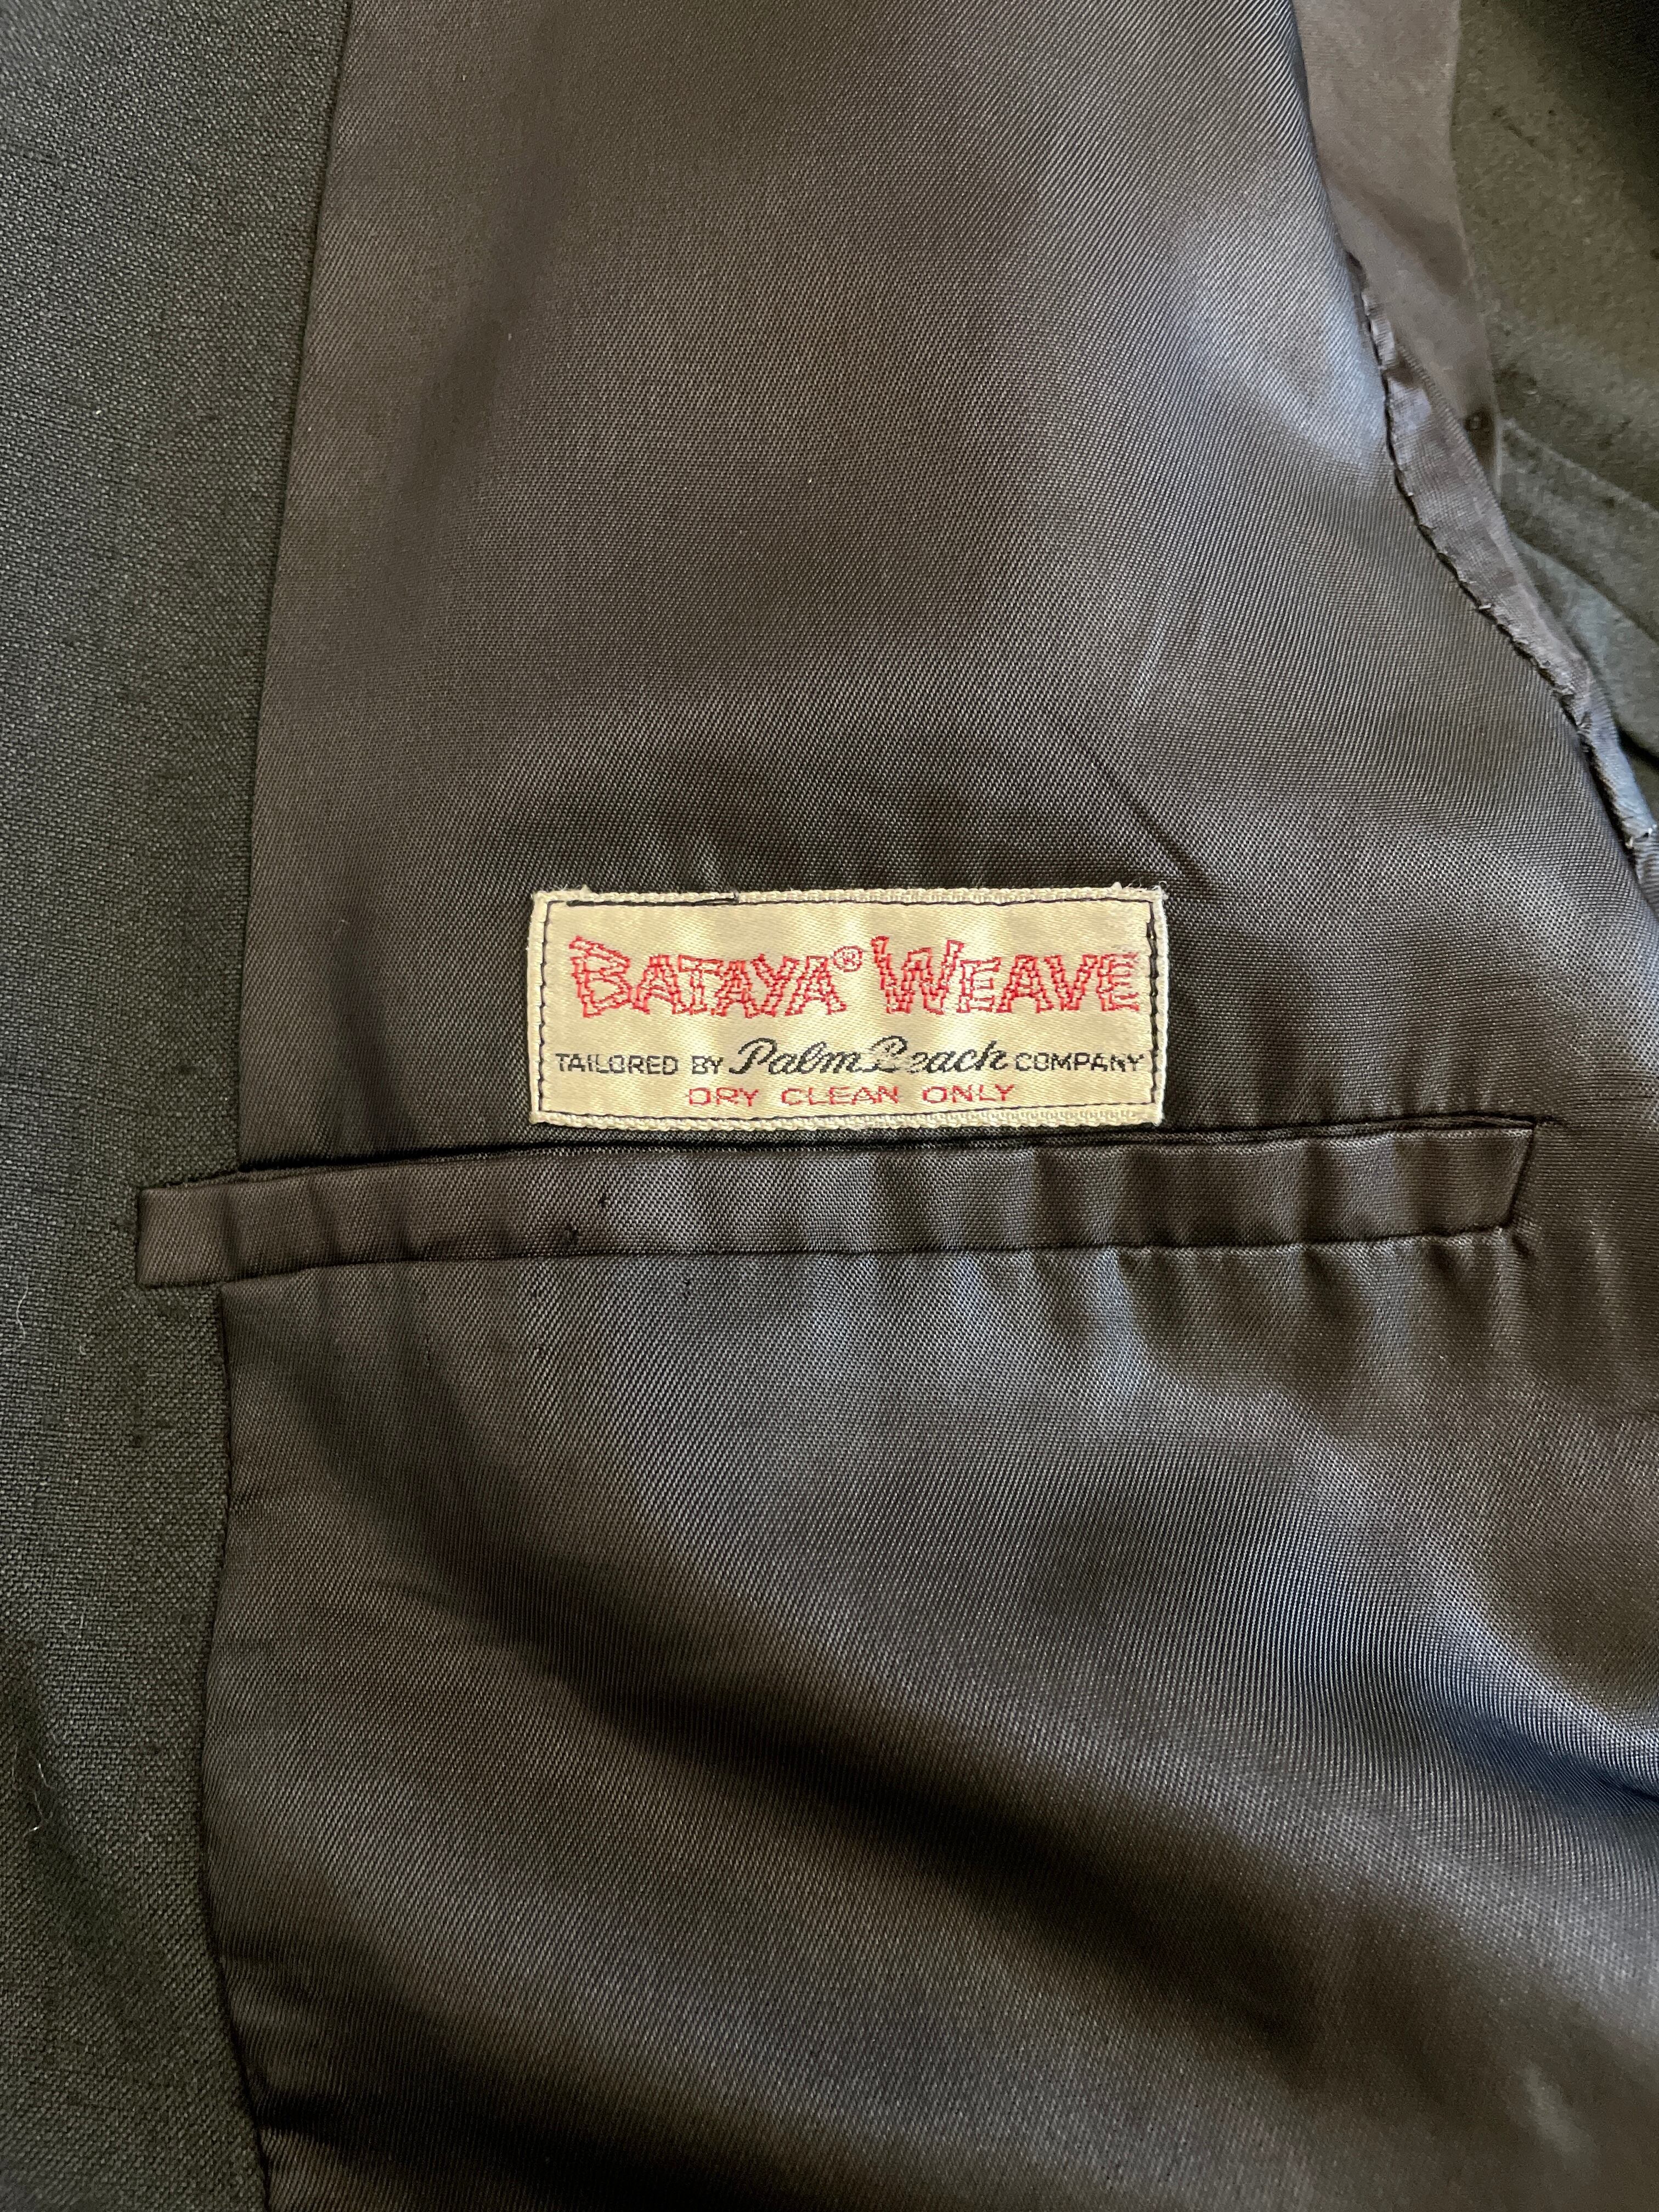 BATAYA® WEAVE
TAILORED BY Palm Beach COMPANY
DRY CLEAN ONLY